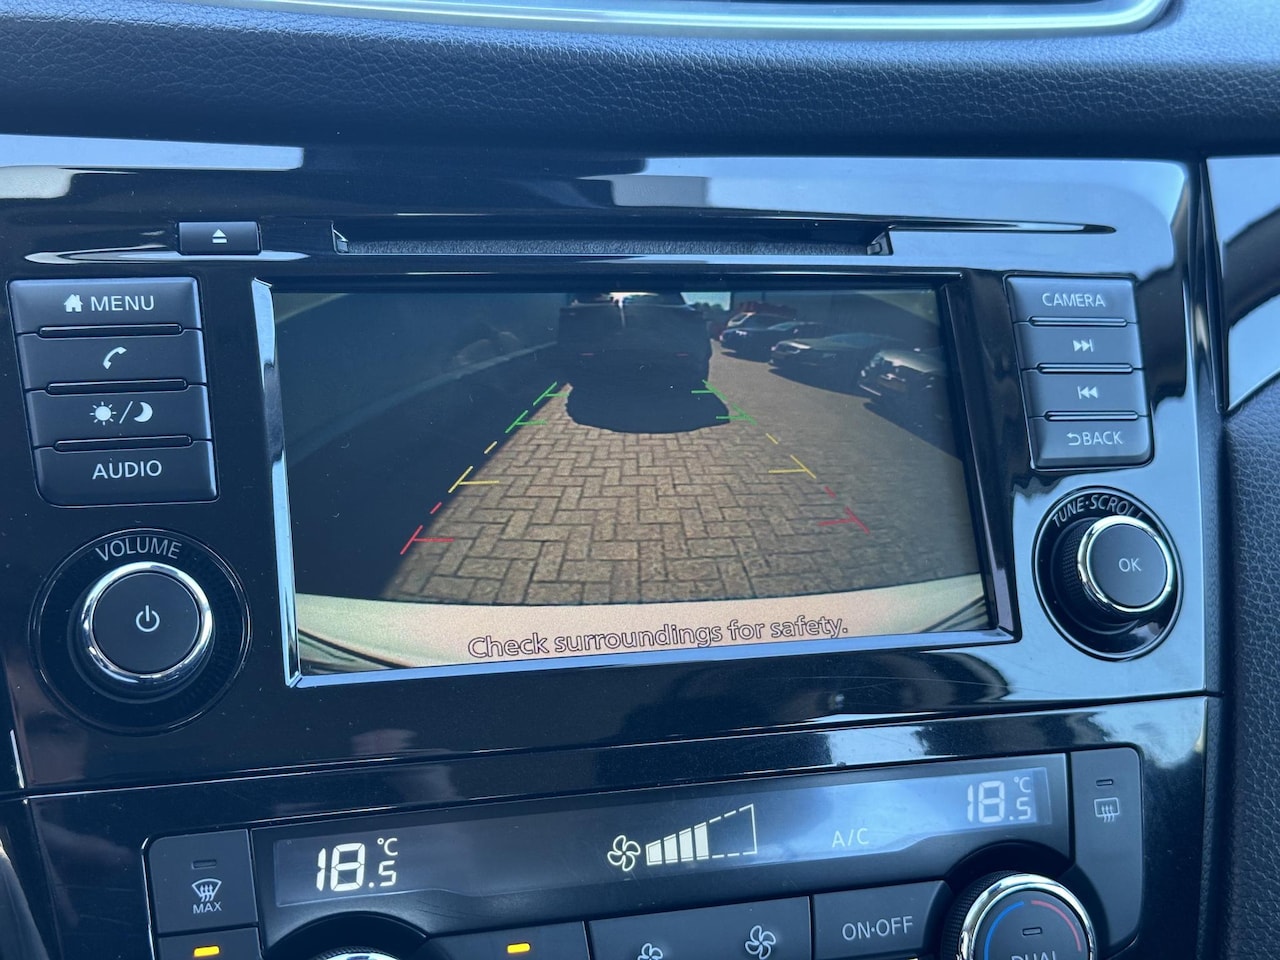 MENU
CAMERA
BACK
AUDIO
VOLUME
TUNE·SCROLL
OK
Check surroundings for safety.
18.5 °C
A/C
18.5 °C
MAX
ON·OFF
DUAL